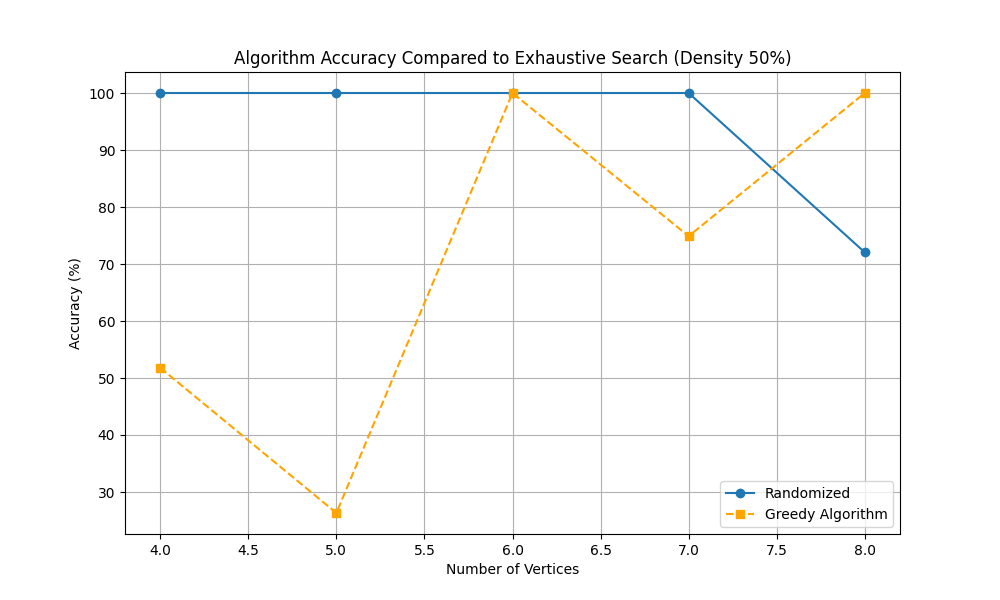 Algorithm Accuracy Compared to Exhaustive Search (Density 50%)
Accuracy (%)
100
90
80
70
60
50
40
30
4.0 4.5 5.0 5.5 6.0 6.5 7.0 7.5 8.0
Number of Vertices
Randomized
Greedy Algorithm